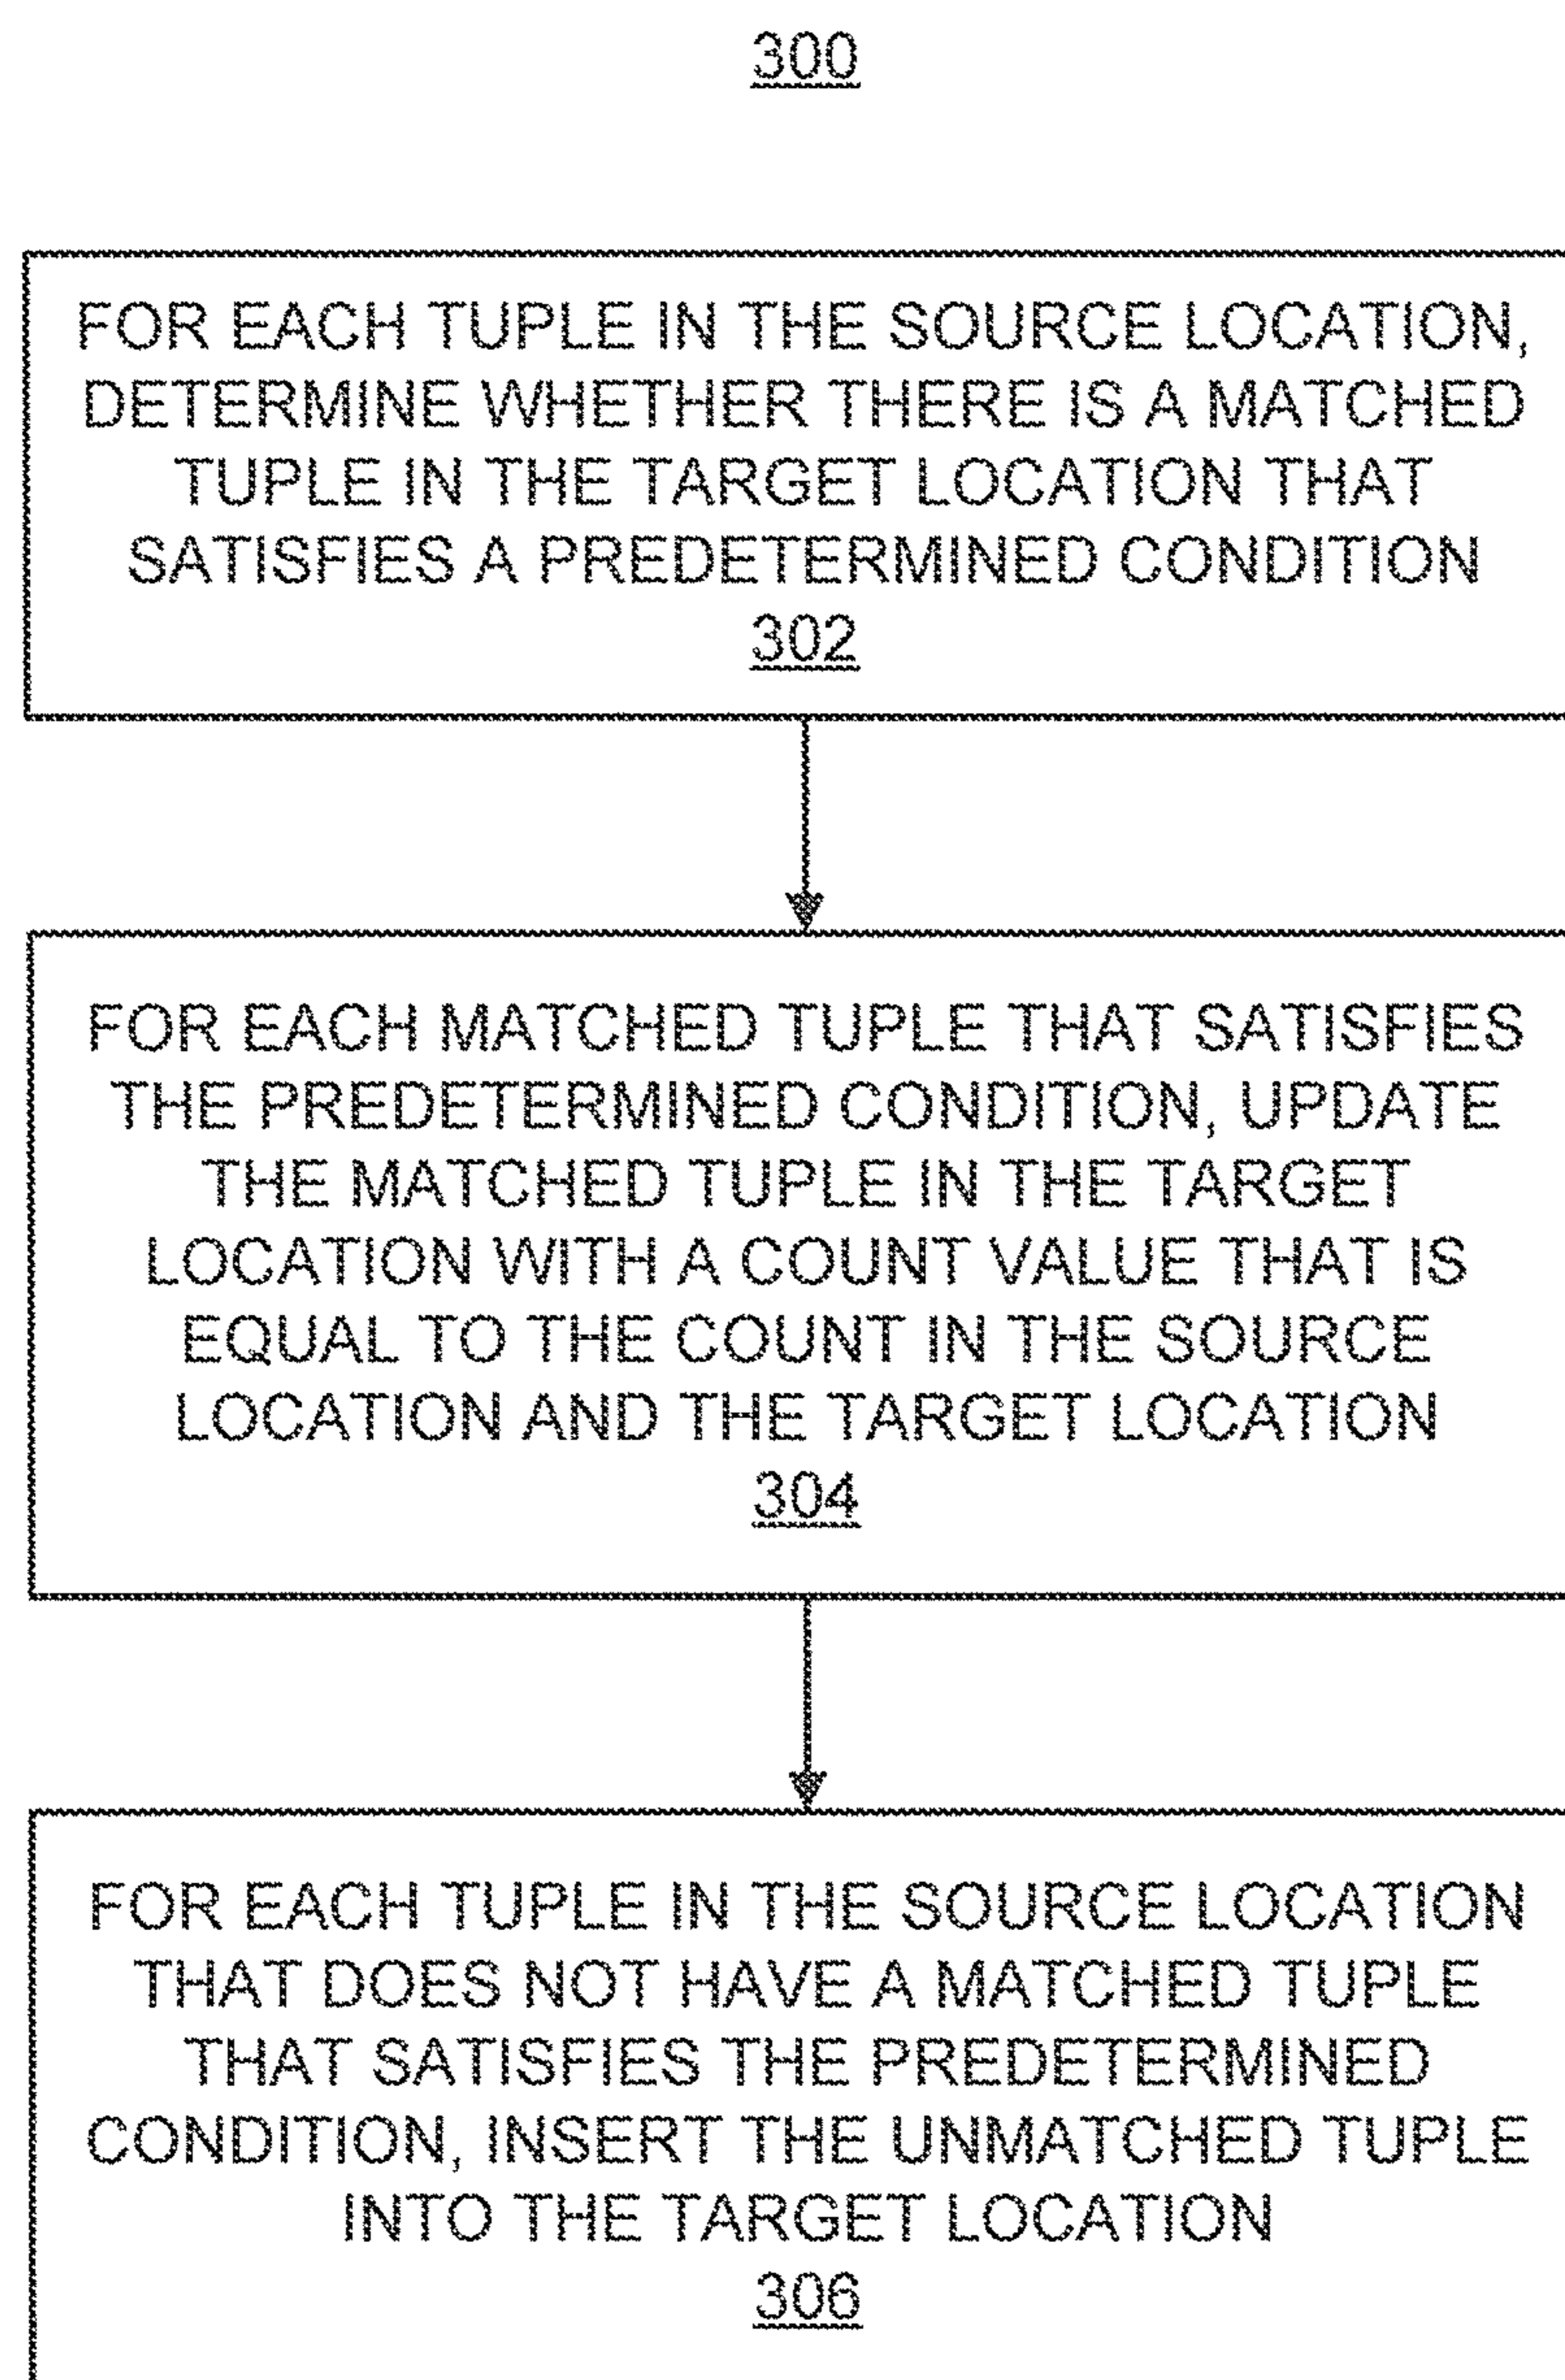 300
FOR EACH TUPLE IN THE SOURCE LOCATION,
DETERMINE WHETHER THERE IS A MATCHED
TUPLE IN THE TARGET LOCATION THAT
SATISFIES A PREDETERMINED CONDITION
302
FOR EACH MATCHED TUPLE THAT SATISFIES
THE PREDETERMINED CONDITION, UPDATE
THE MATCHED TUPLE IN THE TARGET
LOCATION WITH A COUNT VALUE THAT IS
EQUAL TO THE COUNT IN THE SOURCE
LOCATION AND THE TARGET LOCATION
304
FOR EACH TUPLE IN THE SOURCE LOCATION
THAT DOES NOT HAVE A MATCHED TUPLE
THAT SATISFIES THE PREDETERMINED
CONDITION, INSERT THE UNMATCHED TUPLE
INTO THE TARGET LOCATION
306